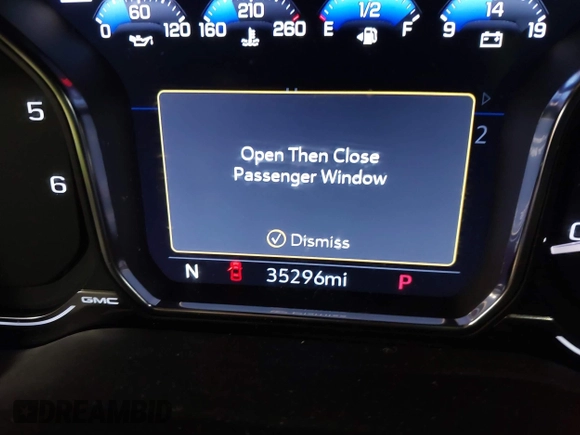 0 60 120
160 210 260
E 1/2 F
9 14 19
5
6
2
Open Then Close
Passenger Window
Dismiss
N 35296mi P
GMC
DREAMBID